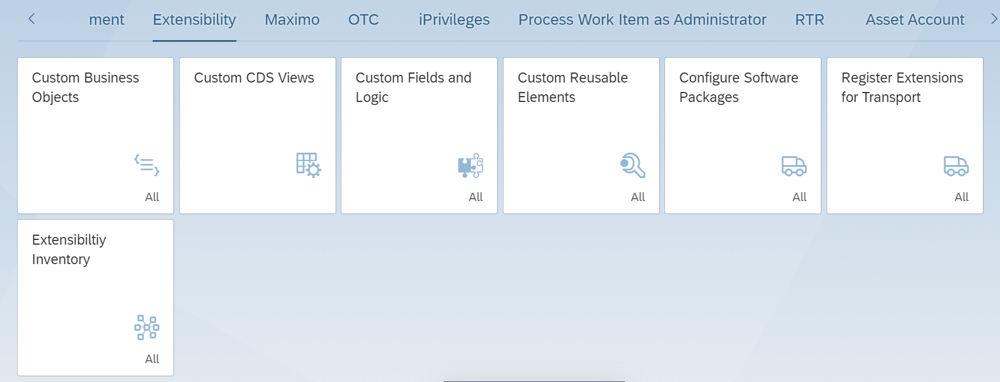 ment Extensibility Maximo OTC iPrivileges Process Work Item as Administrator RTR Asset Account
Custom Business
Objects
All
Custom CDS Views
Custom Fields and
Logic
All
Custom Reusable
Elements
All
Configure Software
Packages
All
Register Extensions
for Transport
All
Extensibiltiy
Inventory
All